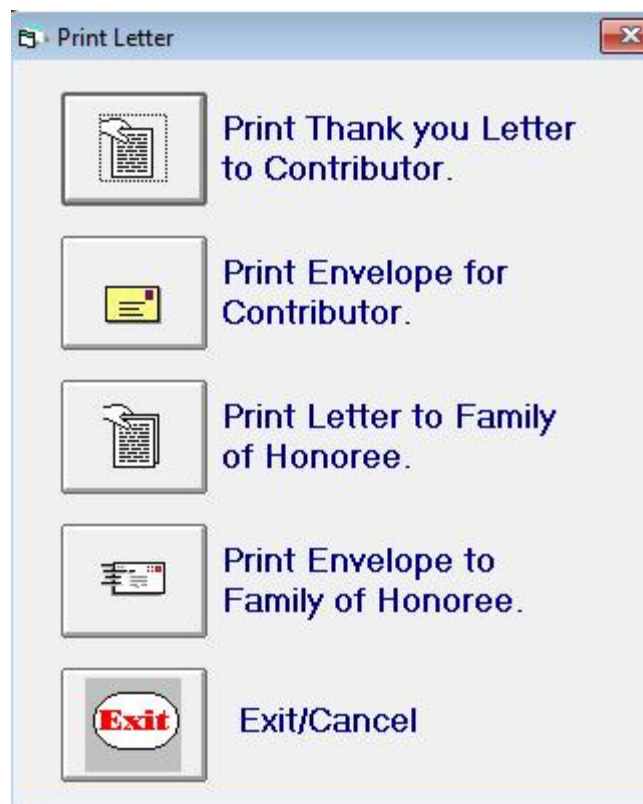 Print Letter
Print Thank you Letter
to Contributor.
Print Envelope for
Contributor.
Print Letter to Family
of Honoree.
Print Envelope to
Family of Honoree.
Exit
Exit/Cancel